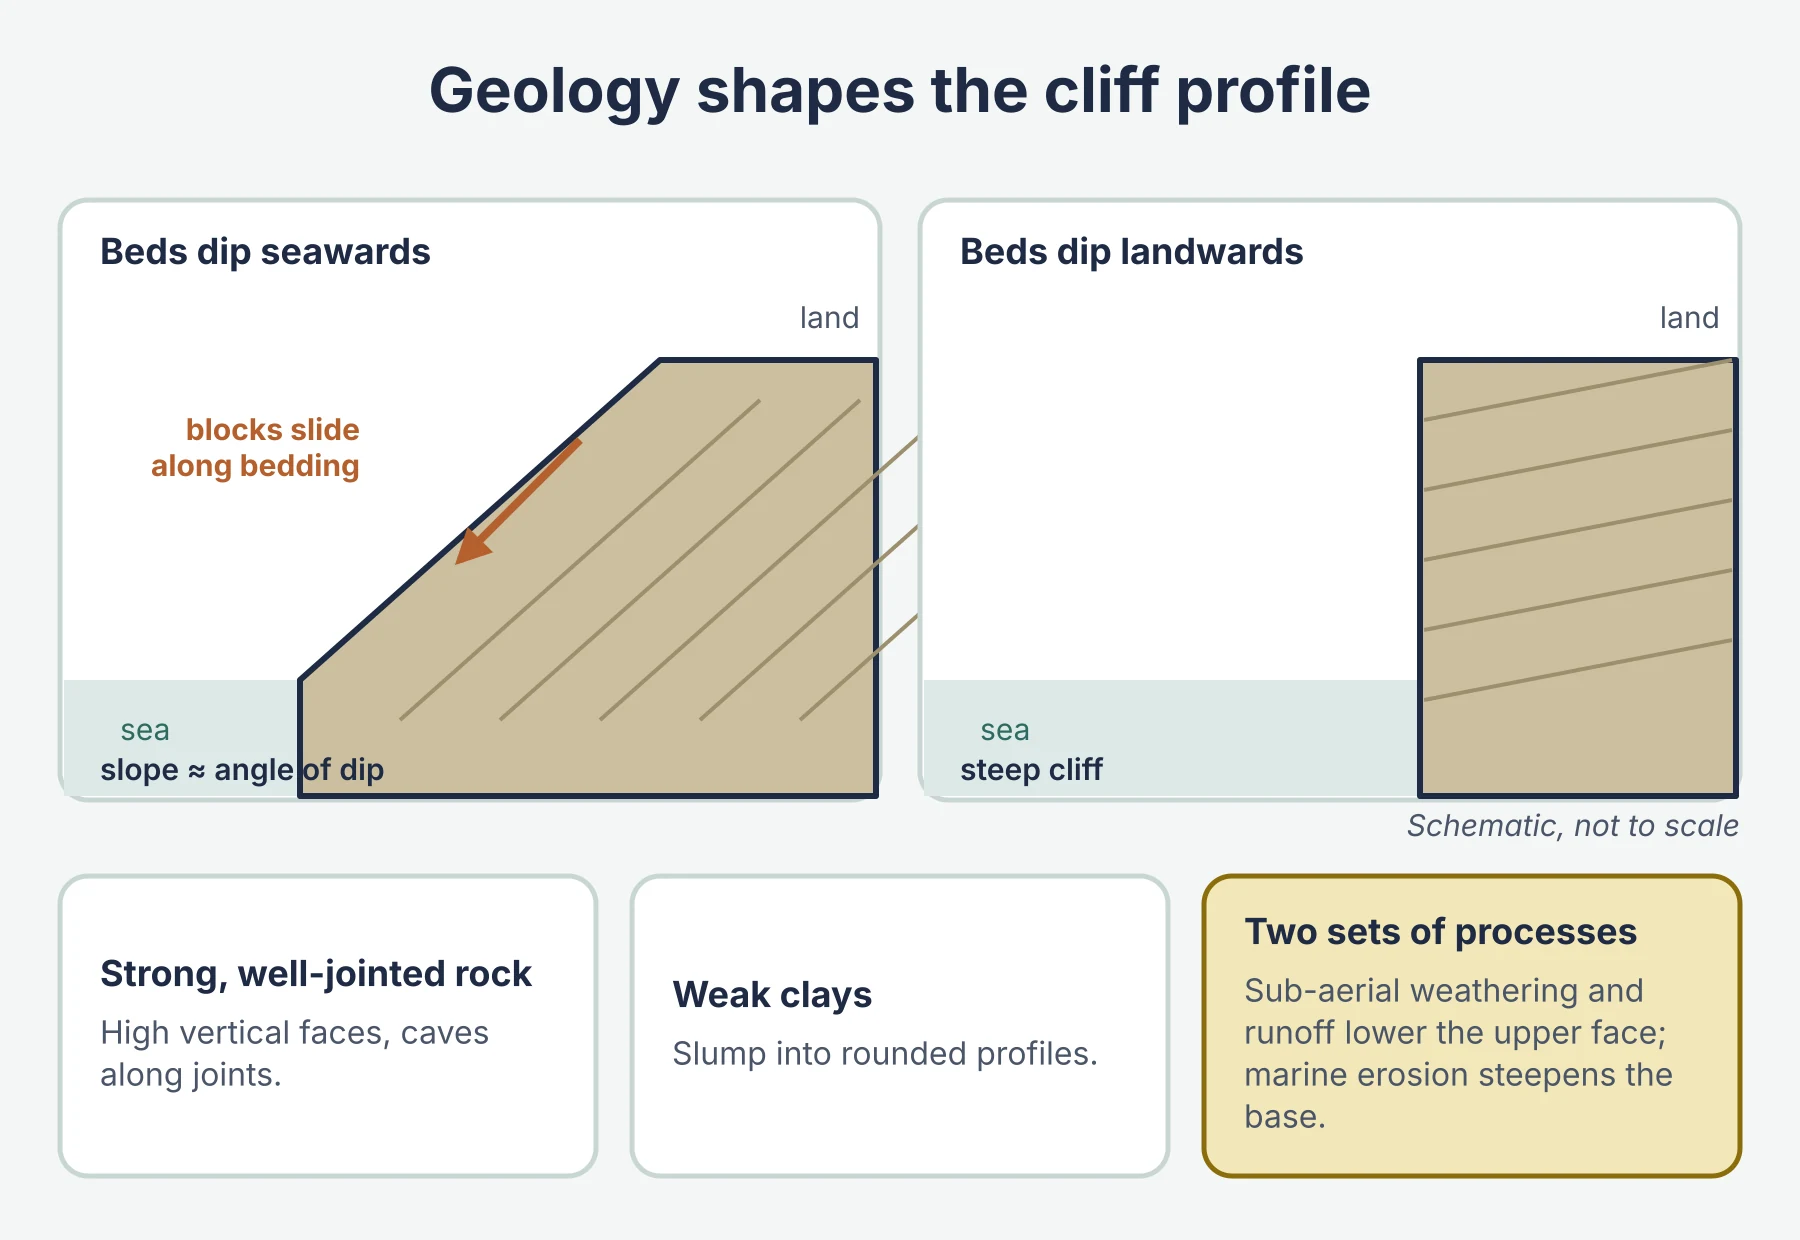 Geology shapes the cliff profile
Beds dip seawards
land
blocks slide
along bedding
sea
slope ≈ angle of dip
Beds dip landwards
land
sea
steep cliff
Schematic, not to scale
Strong, well-jointed rock
High vertical faces, caves
along joints.
Weak clays
Slump into rounded profiles.
Two sets of processes
Sub-aerial weathering and
runoff lower the upper face;
marine erosion steepens the
base.